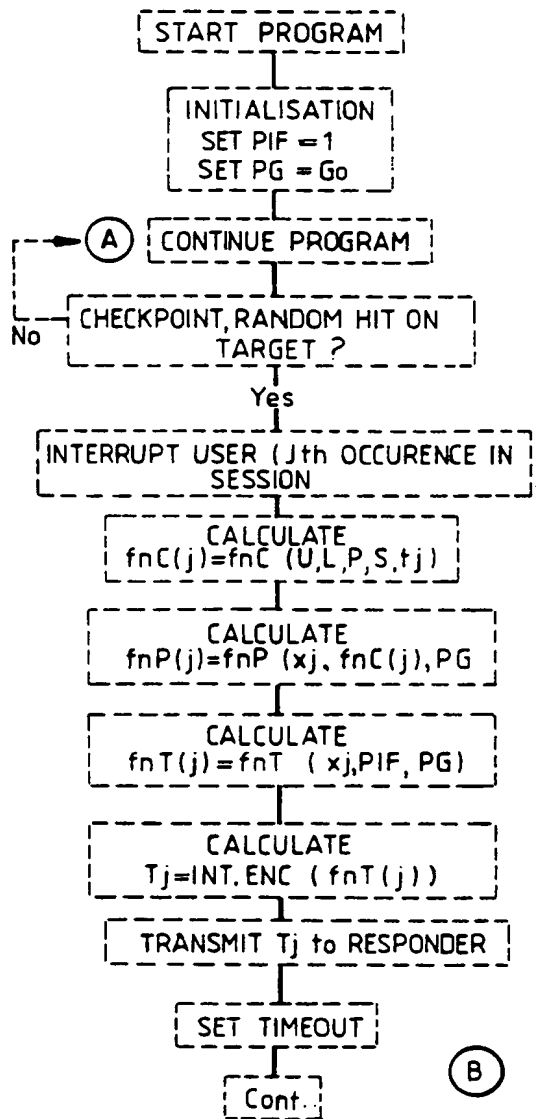 START PROGRAM
INITIALISATION
SET PIF = 1
SET PG = Go
A
CONTINUE PROGRAM
No
CHECKPOINT, RANDOM HIT ON
TARGET ?
Yes
INTERRUPT USER (Jth OCCURENCE IN
SESSION
CALCULATE
fnC(j)=fnC (U,L,P,S,tj)
CALCULATE
fnP(j)=fnP (xj, fnC(j),PG
CALCULATE
fnT(j)=fnT ( xj,PIF, PG)
CALCULATE
Tj=INT.ENC ( fnT(j))
TRANSMIT Tj to RESPONDER
SET TIMEOUT
B
Cont..